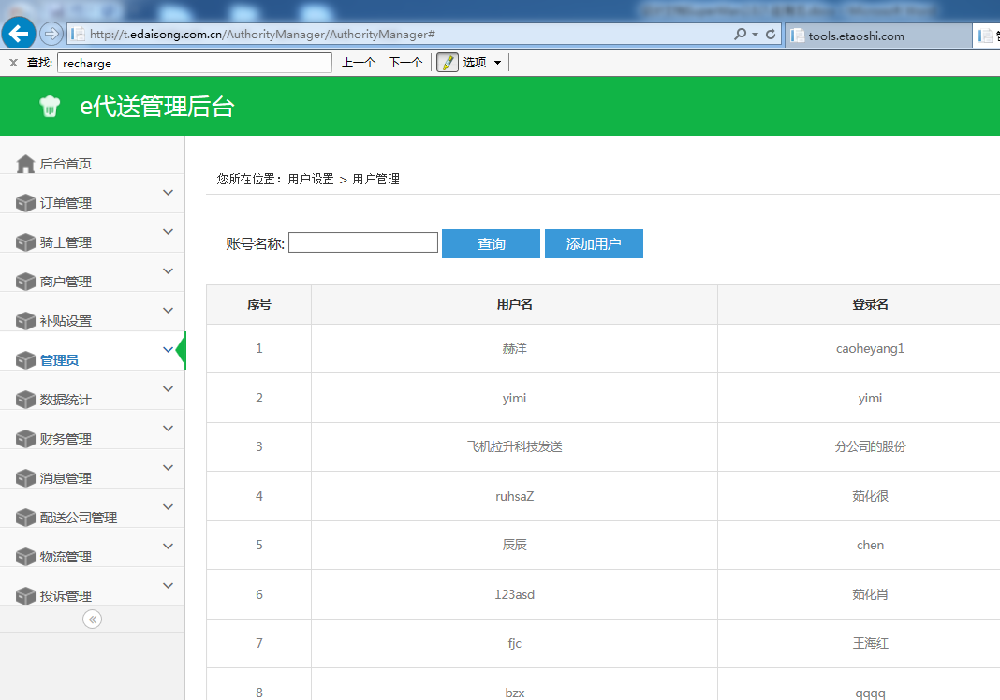 http://t.edaisong.com.cn/AuthorityManager/AuthorityManager#
tools.etaoshi.com
查找: recharge 上一个 下一个 选项
e代送管理后台
后台首页
订单管理
骑士管理
商户管理
补贴设置
管理员
数据统计
财务管理
消息管理
配送公司管理
物流管理
投诉管理
您所在位置：用户设置 > 用户管理
账号名称: 查询 添加用户
序号 用户名 登录名
1 赫洋 caoheyang1
2 yimi yimi
3 飞机拉升科技发送 分公司的股份
4 ruhsaZ 茹化很
5 辰辰 chen
6 123asd 茹化肖
7 fjc 王海红
8 bzx qqqq